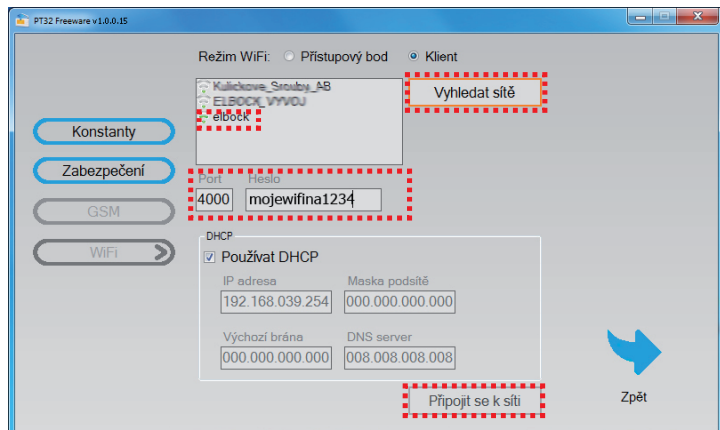 PT32 Freeware v1.0.0.15
Režim WiFi: Přístupový bod Klient
Kulickove_Srouby_AB
ELBOCK_VYVOJ
elbock
Vyhledat sítě
Konstanty
Zabezpečení
GSM
WiFi
Port Heslo
4000 mojewifina1234
DHCP
Používat DHCP
IP adresa Maska podsítě
192.168.039.254 000.000.000.000
Výchozí brána DNS server
000.000.000.000 008.008.008.008
Připojit se k síti
Zpět